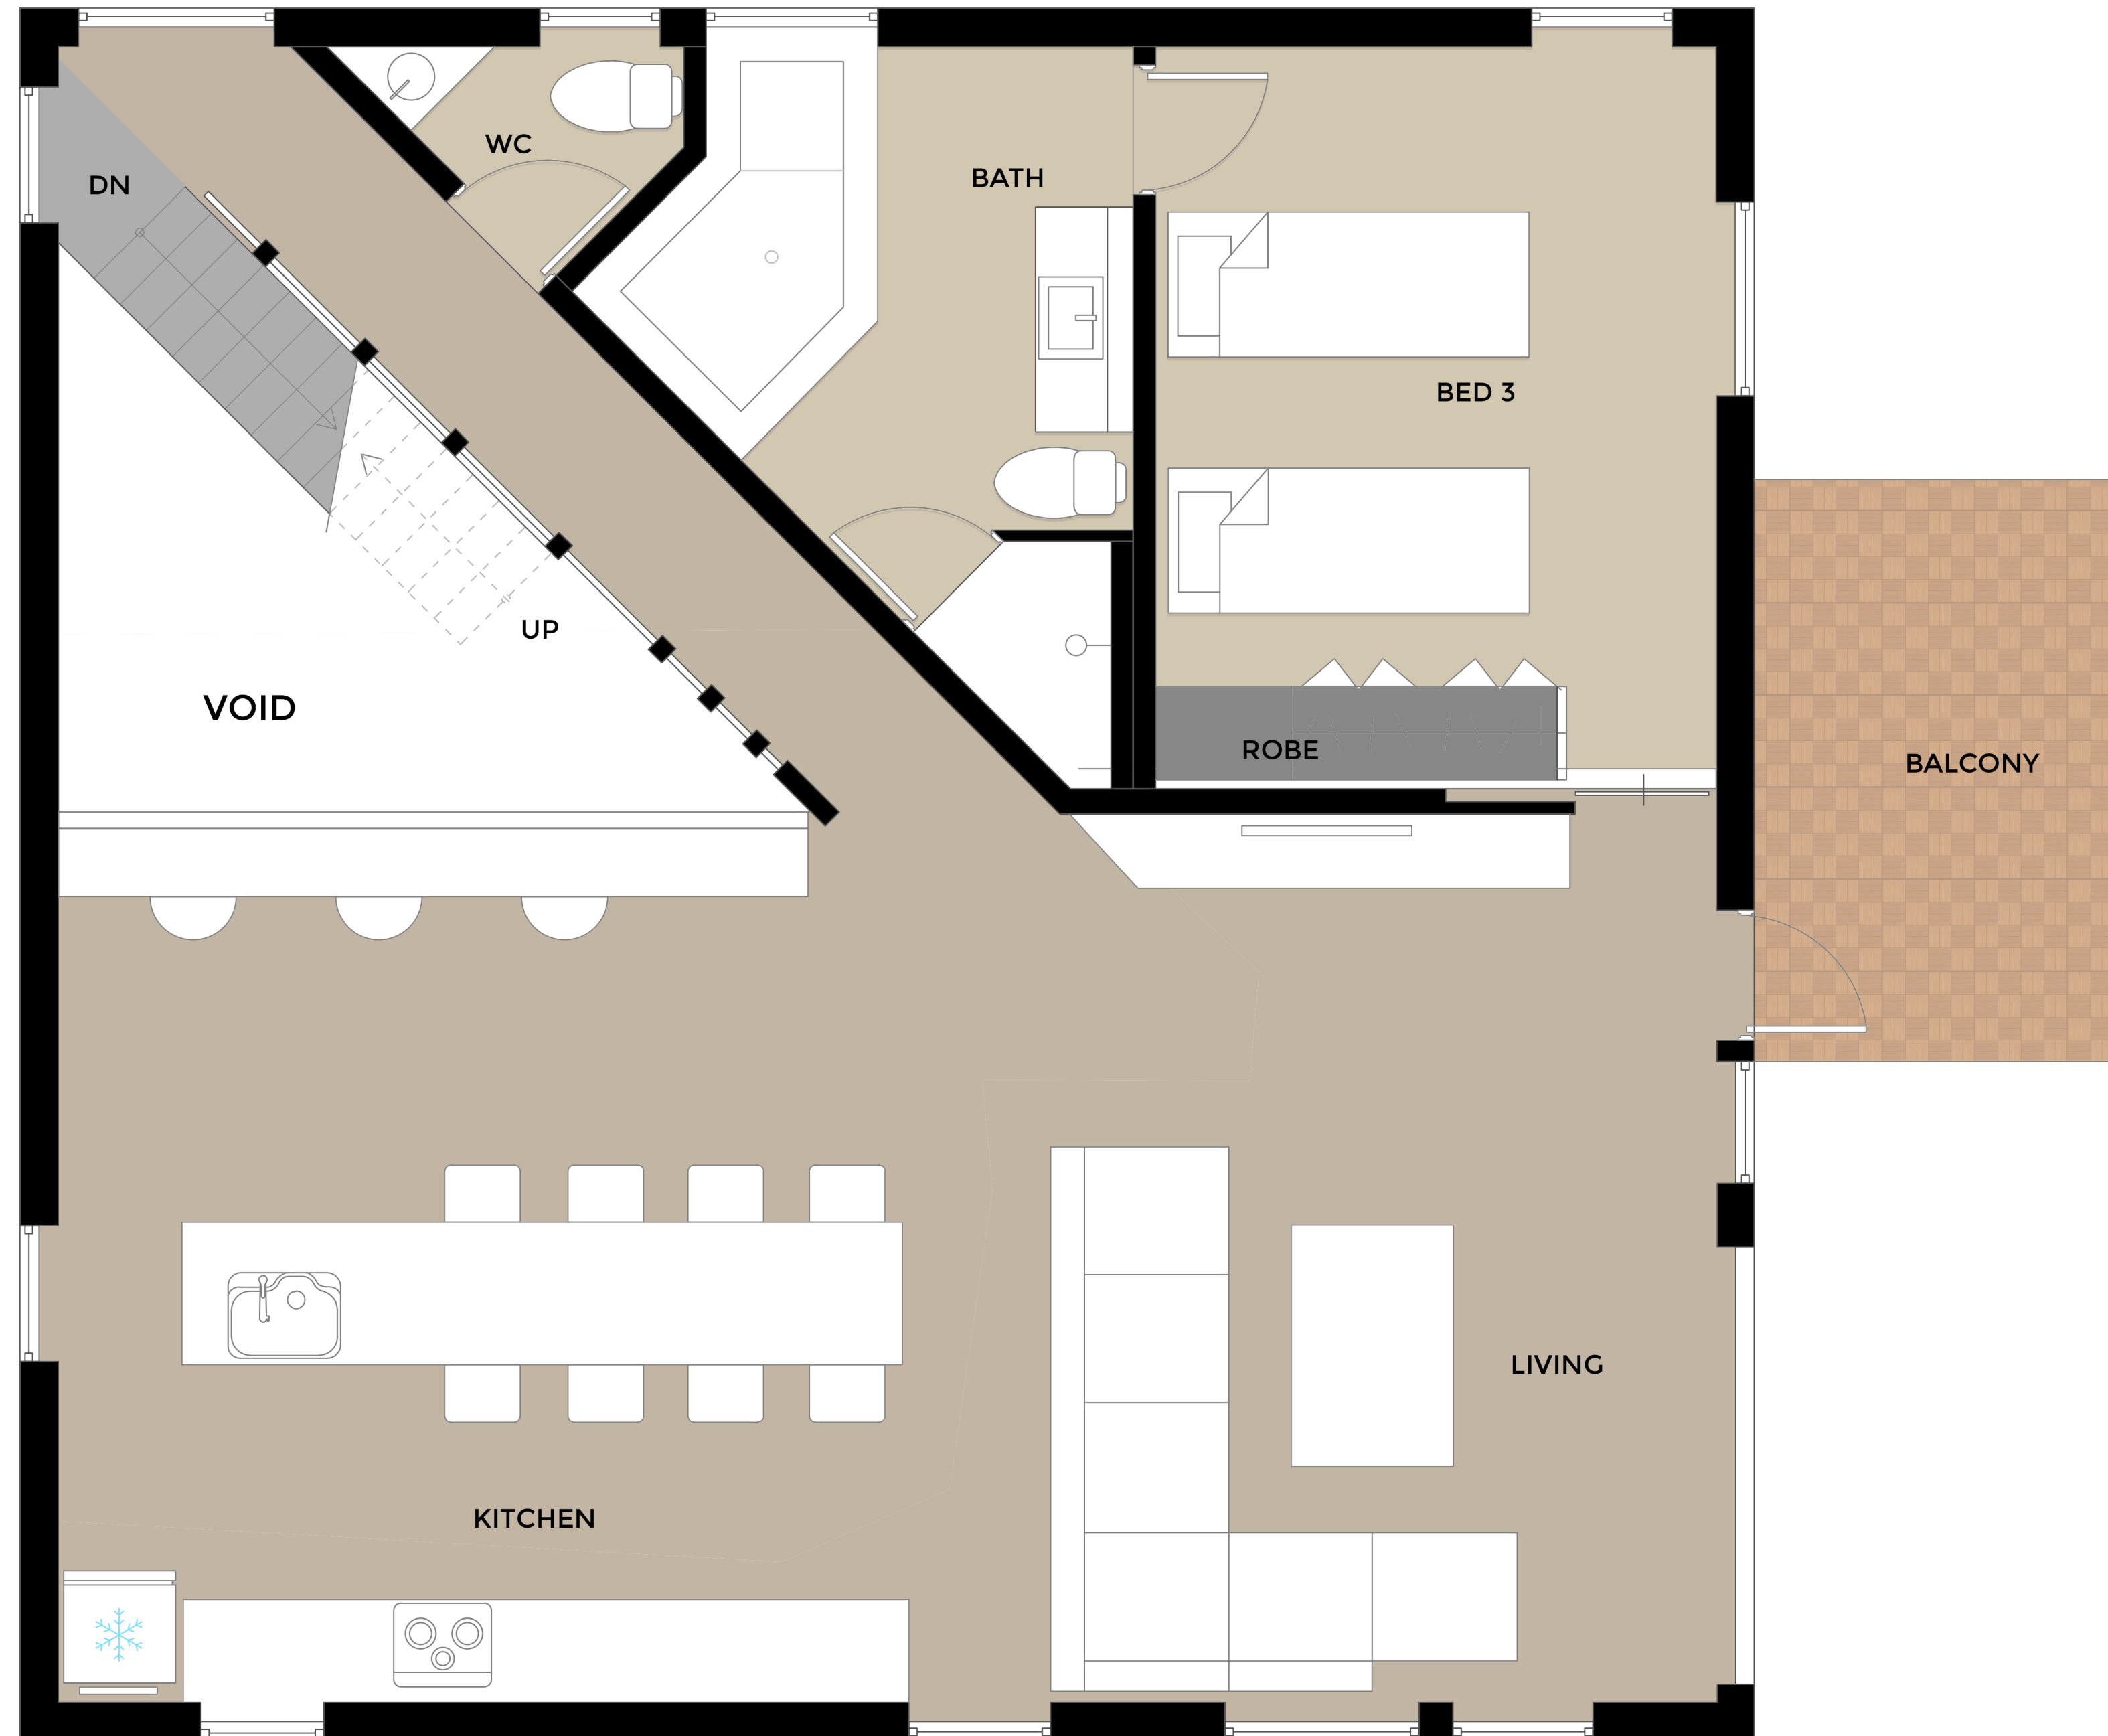 WC
BATH
DN
BED 3
UP
VOID
ROBE
BALCONY
LIVING
KITCHEN